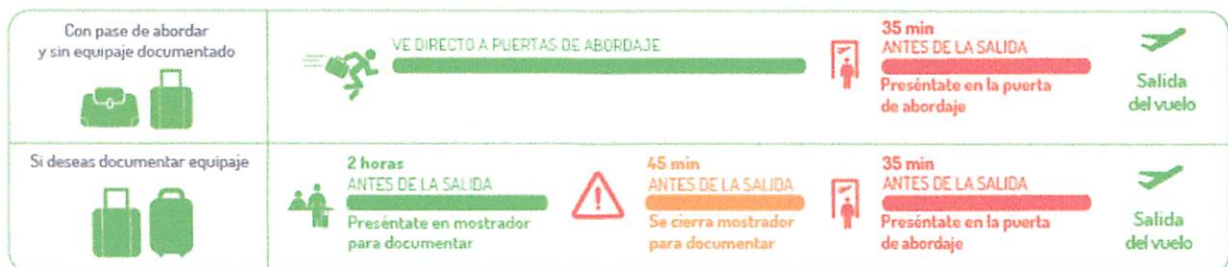 Con pase de abordar
y sin equipaje documentado
VE DIRECTO A PUERTAS DE ABORDAJE
35 min
ANTES DE LA SALIDA
Preséntate en la puerta
de abordaje
Salida
del vuelo
Si deseas documentar equipaje
2 horas
ANTES DE LA SALIDA
Preséntate en mostrador
para documentar
45 min
ANTES DE LA SALIDA
Se cierra mostrador
para documentar
35 min
ANTES DE LA SALIDA
Preséntate en la puerta
de abordaje
Salida
del vuelo